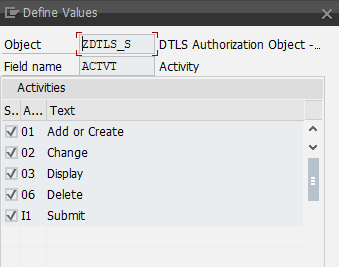 Define Values
Object ZDTLS_S DTLS Authorization Object -...
Field name ACTVT Activity
Activities
S.. A... Text
01 Add or Create
02 Change
03 Display
06 Delete
I1 Submit